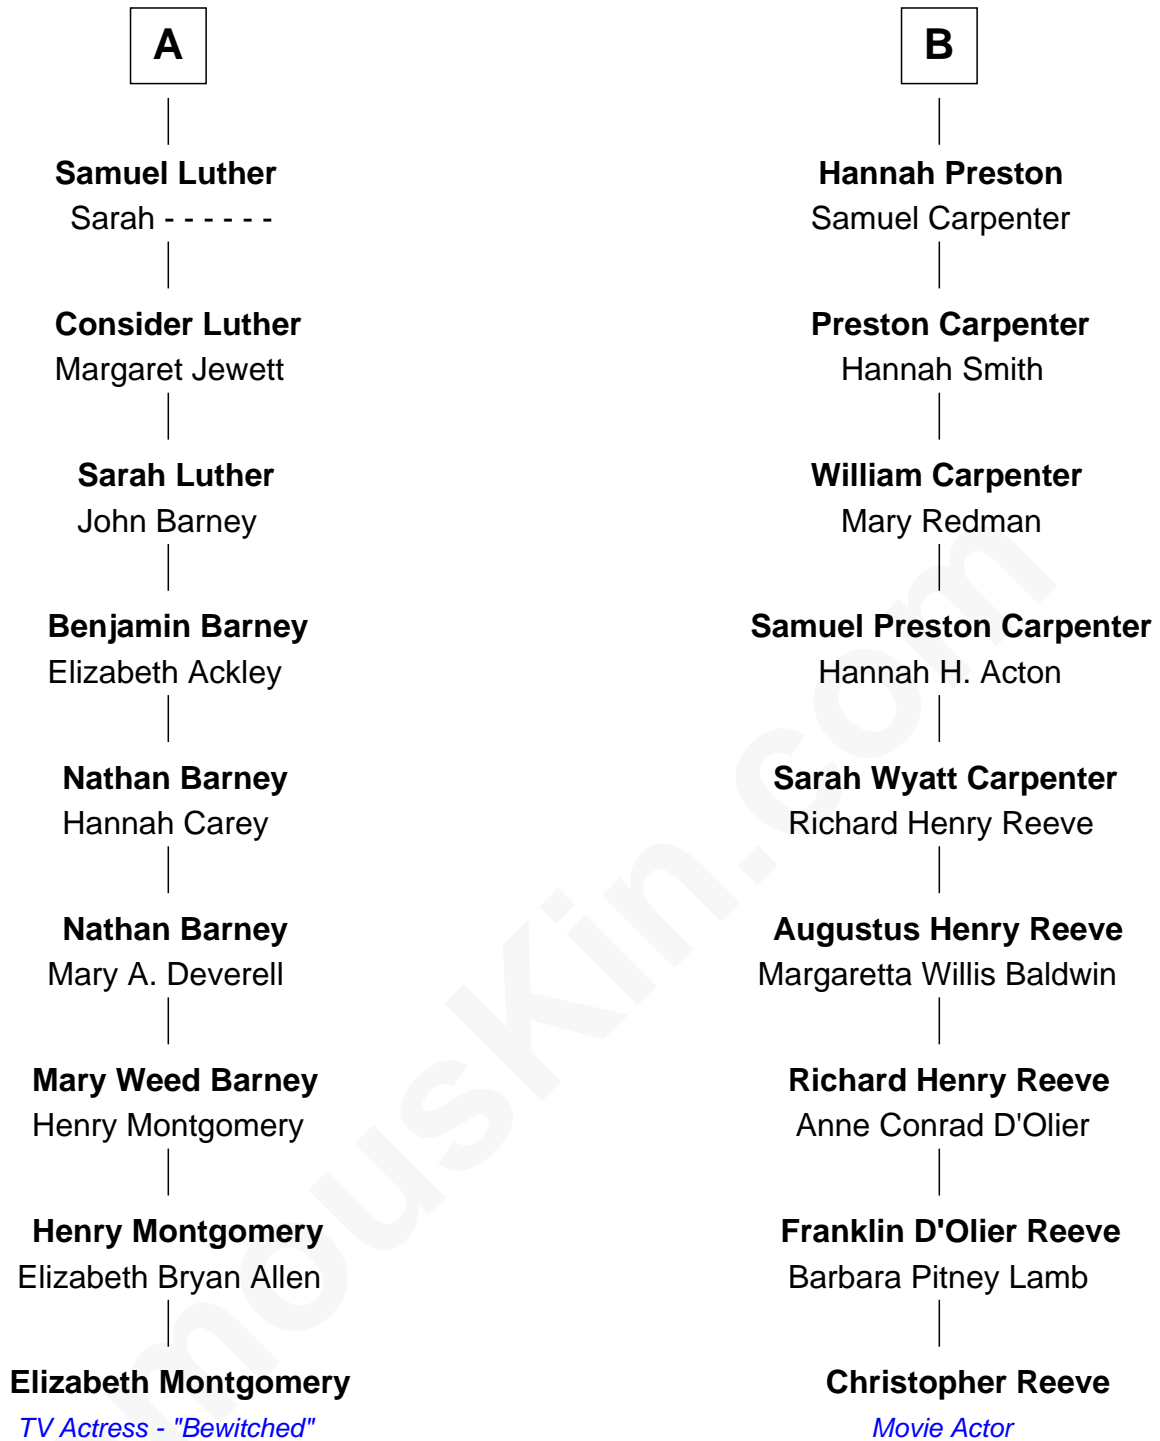 A
Samuel Luther
Sarah - - - - - -
Consider Luther
Margaret Jewett
Sarah Luther
John Barney
Benjamin Barney
Elizabeth Ackley
Nathan Barney
Hannah Carey
Nathan Barney
Mary A. Deverell
Mary Weed Barney
Henry Montgomery
Henry Montgomery
Elizabeth Bryan Allen
Elizabeth Montgomery
TV Actress - "Bewitched"
B
Hannah Preston
Samuel Carpenter
Preston Carpenter
Hannah Smith
William Carpenter
Mary Redman
Samuel Preston Carpenter
Hannah H. Acton
Sarah Wyatt Carpenter
Richard Henry Reeve
Augustus Henry Reeve
Margaretta Willis Baldwin
Richard Henry Reeve
Anne Conrad D'Olier
Franklin D'Olier Reeve
Barbara Pitney Lamb
Christopher Reeve
Movie Actor
mousKin.com